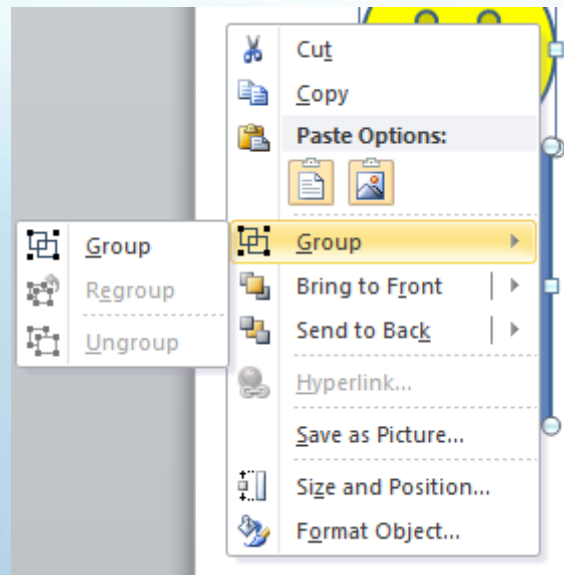 Cut
Copy
Paste Options:
Group
Bring to Front
Send to Back
Hyperlink...
Save as Picture...
Size and Position...
Format Object...
Group
Regroup
Ungroup